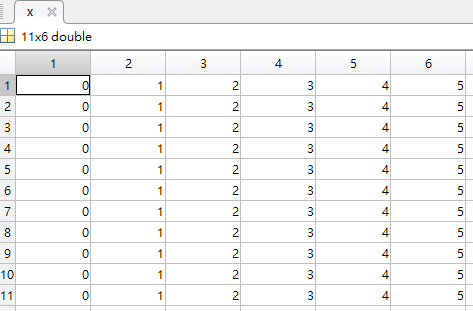 x
11x6 double
1 2 3 4 5 6
1 0 1 2 3 4 5
2 0 1 2 3 4 5
3 0 1 2 3 4 5
4 0 1 2 3 4 5
5 0 1 2 3 4 5
6 0 1 2 3 4 5
7 0 1 2 3 4 5
8 0 1 2 3 4 5
9 0 1 2 3 4 5
10 0 1 2 3 4 5
11 0 1 2 3 4 5